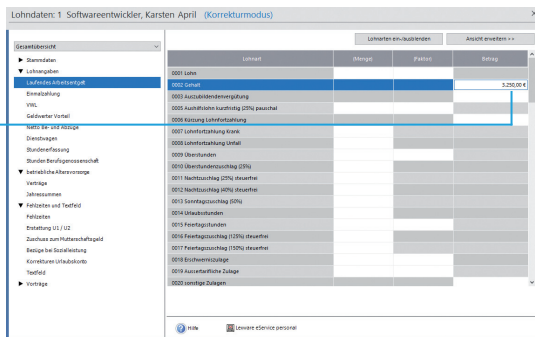 Lohndaten: 1 Softwareentwickler, Karsten April (Korrekturmodus)
Lohnarten ein-/ausblenden
Ansicht erweitern >>
Gesamtübersicht
Stammdaten
Lohnangaben
Laufendes Arbeitsentgelt
Einmalzahlung
VWL
Geldwerter Vorteil
Netto Be- und Abzüge
Dienstwagen
Stundenerfassung
Stunden Berufsgenossenschaft
betriebliche Altersvorsorge
Verträge
Jahressummen
Fehlzeiten und Textfeld
Fehlzeiten
Erstattung U1 / U2
Zuschuss zum Mutterschaftsgeld
Bezüge bei Sozialleistung
Korrekturen Urlaubskonto
Textfeld
Vorträge
Lohnart (Menge) (Faktor) Betrag
0001 Lohn
0002 Gehalt 3.250,00 €
0003 Auszubildendenvergütung
0005 Aushilfslohn kurzfristig (25%) pauschal
0006 Kürzung Lohnfortzahlung
0007 Lohnfortzahlung Krank
0008 Lohnfortzahlung Unfall
0009 Überstunden
0010 Überstundenzuschlag (25%)
0011 Nachtzuschlag (25%) steuerfrei
0012 Nachtzuschlag (40%) steuerfrei
0013 Sonntagszuschlag (50%)
0014 Urlaubsstunden
0015 Feiertagsstunden
0016 Feiertagszuschlag (125%) steuerfrei
0017 Feiertagszuschlag (150%) steuerfrei
0018 Erschwerniszulage
0019 Aussertarifliche Zulage
0020 sonstige Zulagen
Hilfe
Lexware eService personal